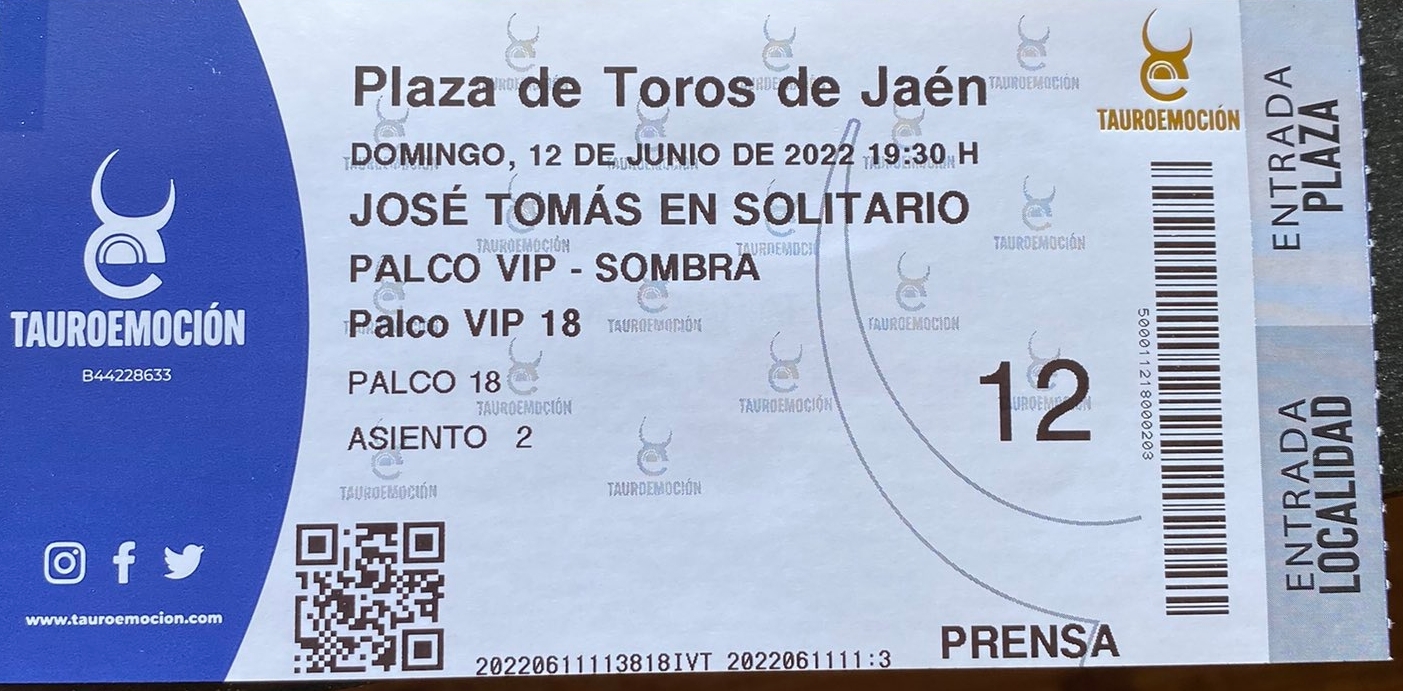 TAUROEMOCIÓN
B44228633
www.tauroemocion.com
Plaza de Toros de Jaén
DOMINGO, 12 DE JUNIO DE 2022 19:30 H
JOSÉ TOMÁS EN SOLITARIO
PALCO VIP - SOMBRA
Palco VIP 18
PALCO 18
ASIENTO 2
12
PRENSA
20220611113818IVT 2022061111:3
TAUROEMOCIÓN
500011218000203
ENTRADA
PLAZA
ENTRADA
LOCALIDAD